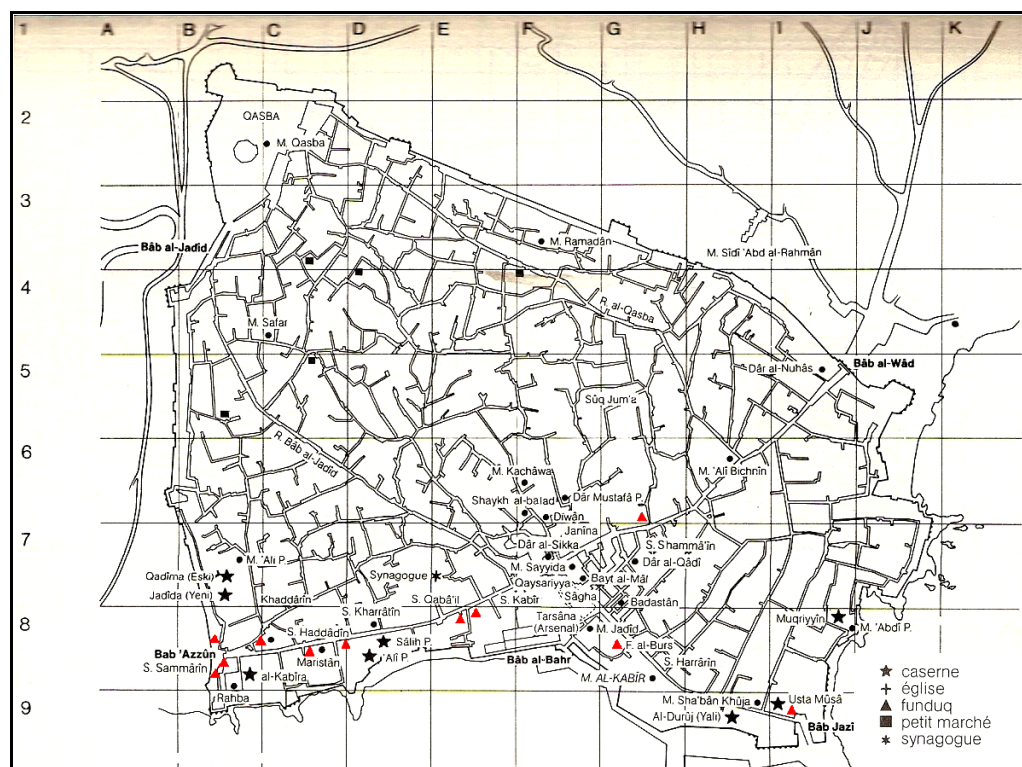 1 A B C D E F G H I J K
2
QASBA
M. Qasba
3
Bâb al-Jadîd
M. Ramadân
M. Sîdî 'Abd al-Rahmân
4
R. al-Qasba
M. Safar
5
Dâr al-Nuhâs
Bâb al-Wâd
Sûq Jum'a
6
R. Bâb al-Jadîd
M. Kachâwa
M. 'Alî Bichnîn
Shaykh al-balad
Dâr Mustafâ P.
Dîwân
Janîna
7
Dâr al-Sikka
S. Shammâ'în
M. 'Alî P.
M. Sayyida
Dâr al-Qâdî
Qadîma (Eski)
Synagogue
Qaysariyya
Bayt al-Mâl
Jadîda (Yeni)
Khaddârîn
S. Qabâ'il
S. Kabîr
Sâgha
Badastân
8
S. Kharrâtîn
Tarsâna
(Arsenal)
Muqriyyîn
M. 'Abdî P.
S. Haddâdîn
Sâlih P.
M. Jadîd
F. al-Burs
Bab 'Azzûn
Maristân
'Alî P.
Bâb al-Bahr
S. Harrârîn
S. Sammârîn
al-Kabîra
M. AL-KABÎR
Rahba
9
M. Sha'bân Khûja
Usta Mûsâ
Al-Durûj (Yali)
Bâb Jazî
caserne
église
funduq
petit marché
synagogue